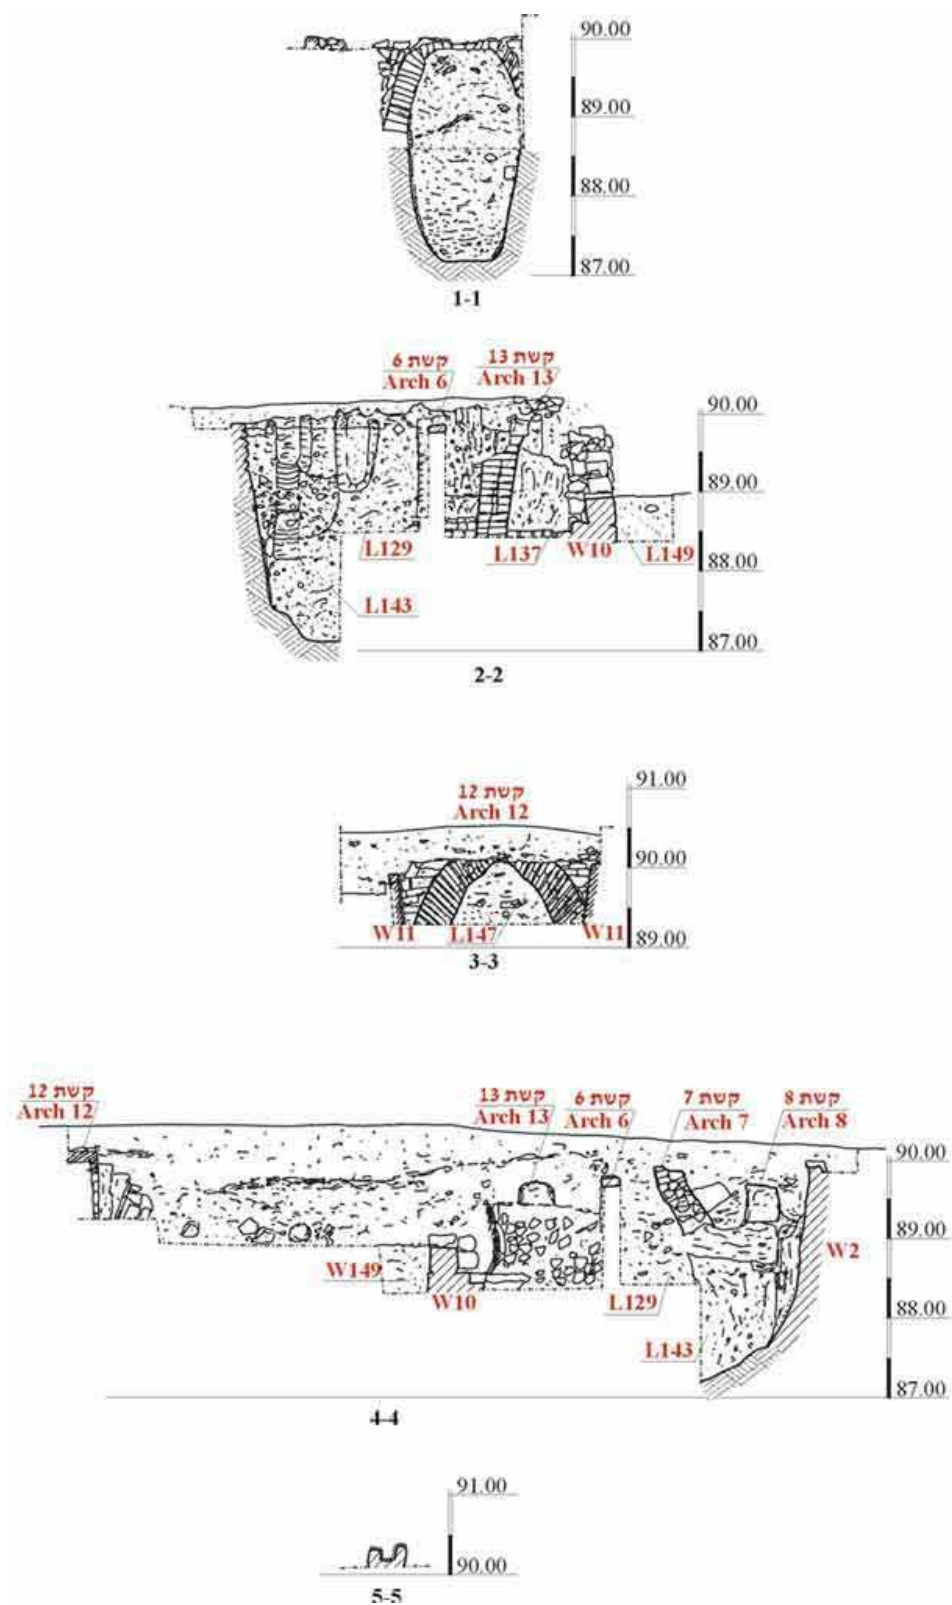 90.00
89.00
88.00
87.00
1-1
קשת 6
Arch 6
קשת 13
Arch 13
90.00
89.00
88.00
87.00
L129
L137
W10
L149
L143
2-2
קשת 12
Arch 12
91.00
90.00
89.00
W11
L147
W11
3-3
קשת 12
Arch 12
קשת 13
Arch 13
קשת 6
Arch 6
קשת 7
Arch 7
קשת 8
Arch 8
90.00
89.00
88.00
87.00
W149
W10
L129
L143
W2
4-4
91.00
90.00
5-5